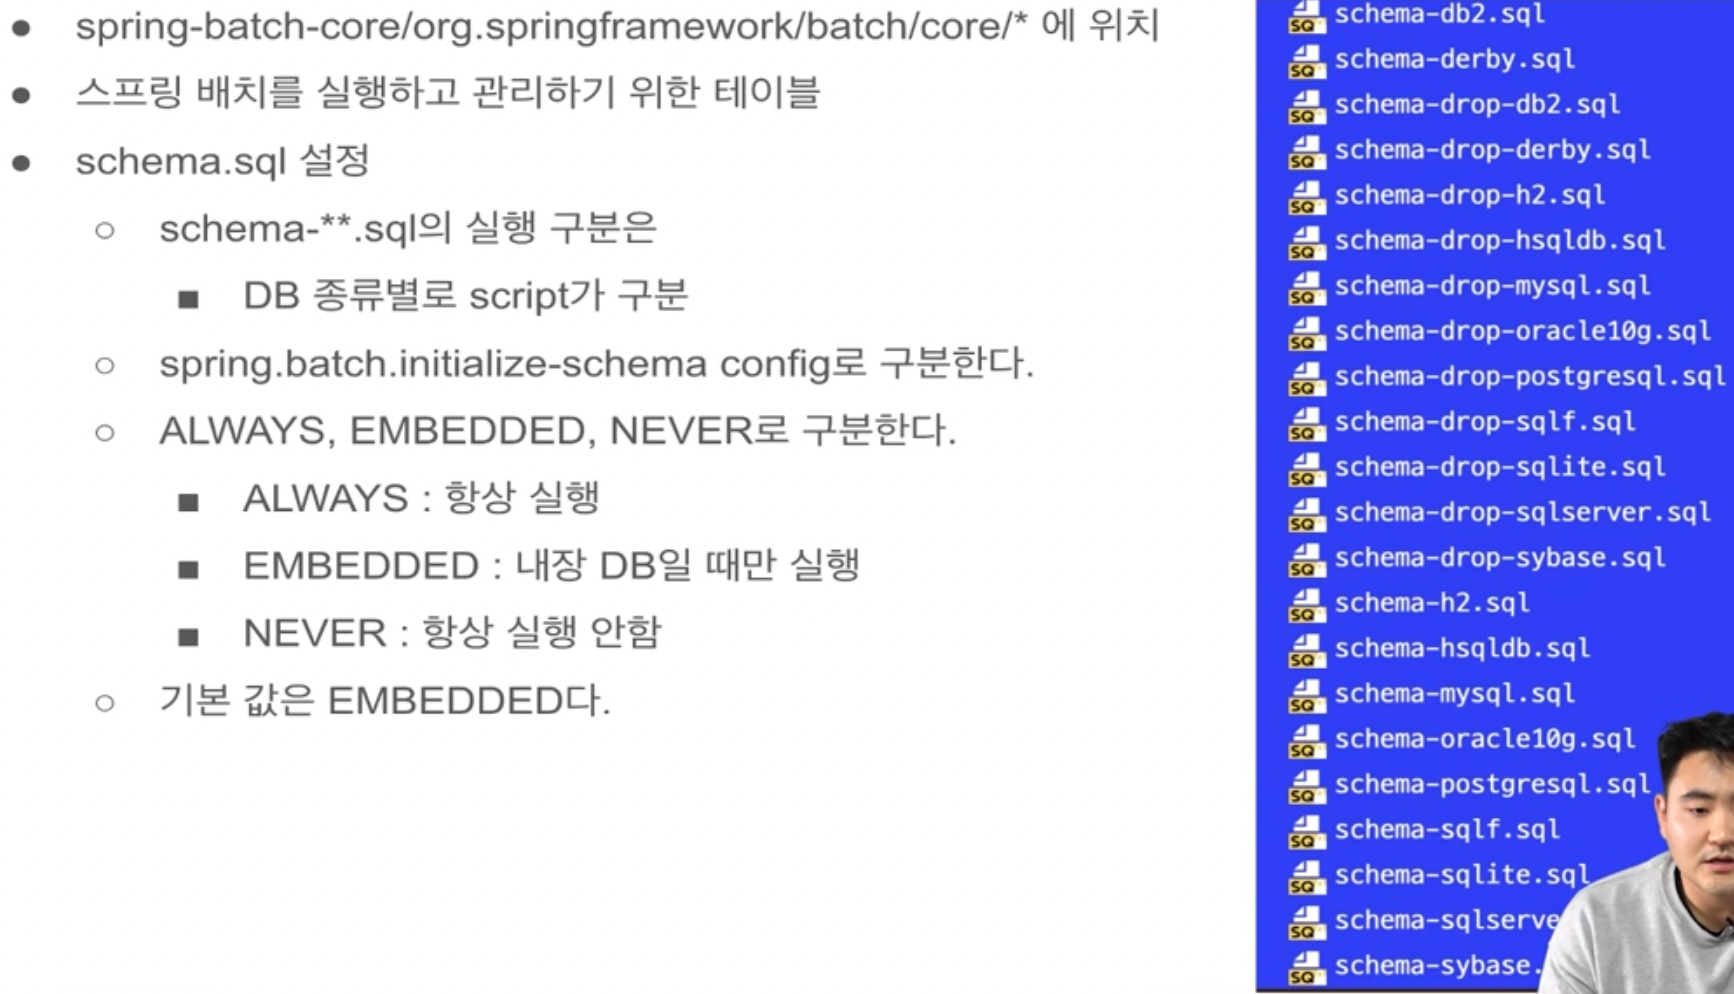 spring-batch-core/org.springframework/batch/core/* 에 위치
스프링 배치를 실행하고 관리하기 위한 테이블
schema.sql 설정
schema-**.sql의 실행 구분은
DB 종류별로 script가 구분
spring.batch.initialize-schema config로 구분한다.
ALWAYS, EMBEDDED, NEVER로 구분한다.
ALWAYS : 항상 실행
EMBEDDED : 내장 DB일 때만 실행
NEVER : 항상 실행 안함
기본 값은 EMBEDDED다.
schema-db2.sql
schema-derby.sql
schema-drop-db2.sql
schema-drop-derby.sql
schema-drop-h2.sql
schema-drop-hsqldb.sql
schema-drop-mysql.sql
schema-drop-oracle10g.sql
schema-drop-postgresql.sql
schema-drop-sqlf.sql
schema-drop-sqlite.sql
schema-drop-sqlserver.sql
schema-drop-sybase.sql
schema-h2.sql
schema-hsqldb.sql
schema-mysql.sql
schema-oracle10g.sql
schema-postgresql.sql
schema-sqlf.sql
schema-sqlite.sql
schema-sqlserve
schema-sybase.